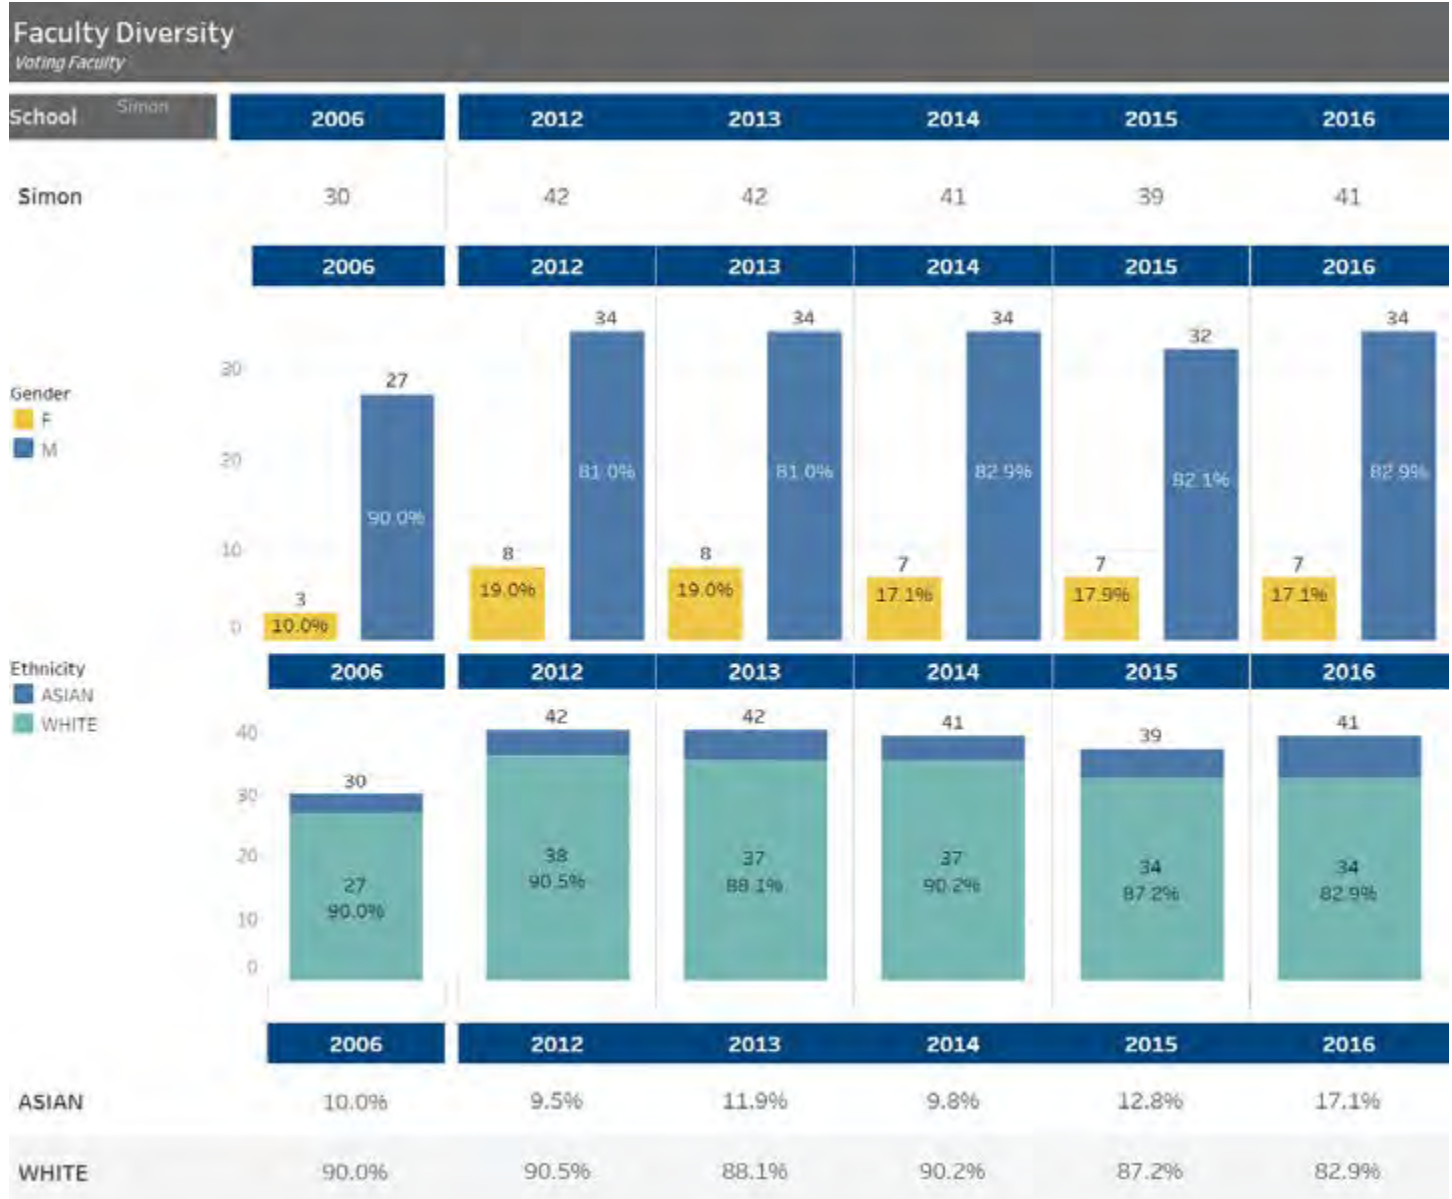 Faculty Diversity
Voting Faculty
School Simon 2006 2012 2013 2014 2015 2016
Simon 30 42 42 41 39 41
2006 2012 2013 2014 2015 2016
34 34 34 32 34
30
27
Gender
F
M
20
81.0% 81.0% 82.9% 82.1% 82.9%
90.0%
10
8 8 7 7 7
19.0% 19.0% 17.1% 17.9% 17.1%
3
0
10.0%
Ethnicity
ASIAN
WHITE
2006 2012 2013 2014 2015 2016
42 42 41 39 41
40
30
30
20
38 37 37 34 34
90.5% 88.1% 90.2% 87.2% 82.9%
27
90.0%
10
0
2006 2012 2013 2014 2015 2016
ASIAN 10.0% 9.5% 11.9% 9.8% 12.8% 17.1%
WHITE 90.0% 90.5% 88.1% 90.2% 87.2% 82.9%